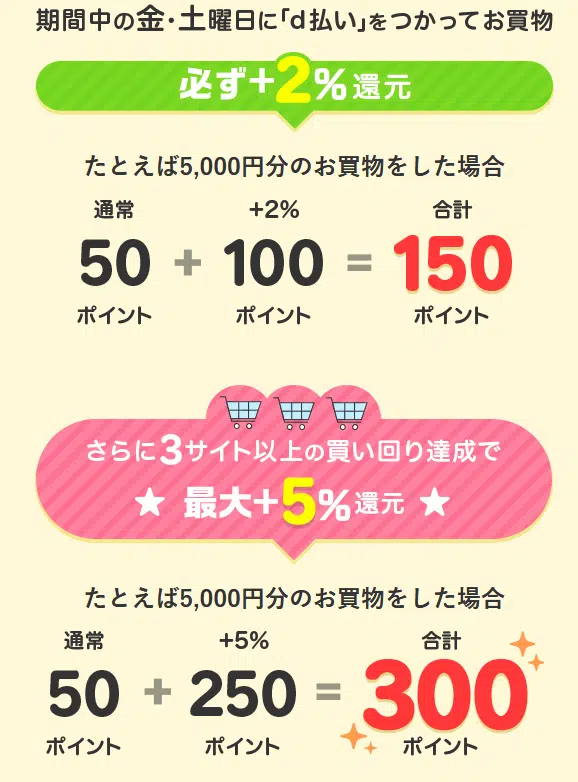 期間中の金・土曜日に「d払い」をつかってお買物
必ず+2%還元
たとえば5,000円分のお買物をした場合
通常 +2% 合計
50 + 100 = 150
ポイント ポイント ポイント
さらに3サイト以上の買い回り達成で
★ 最大+5%還元 ★
たとえば5,000円分のお買物をした場合
通常 +5% 合計
50 + 250 = 300
ポイント ポイント ポイント